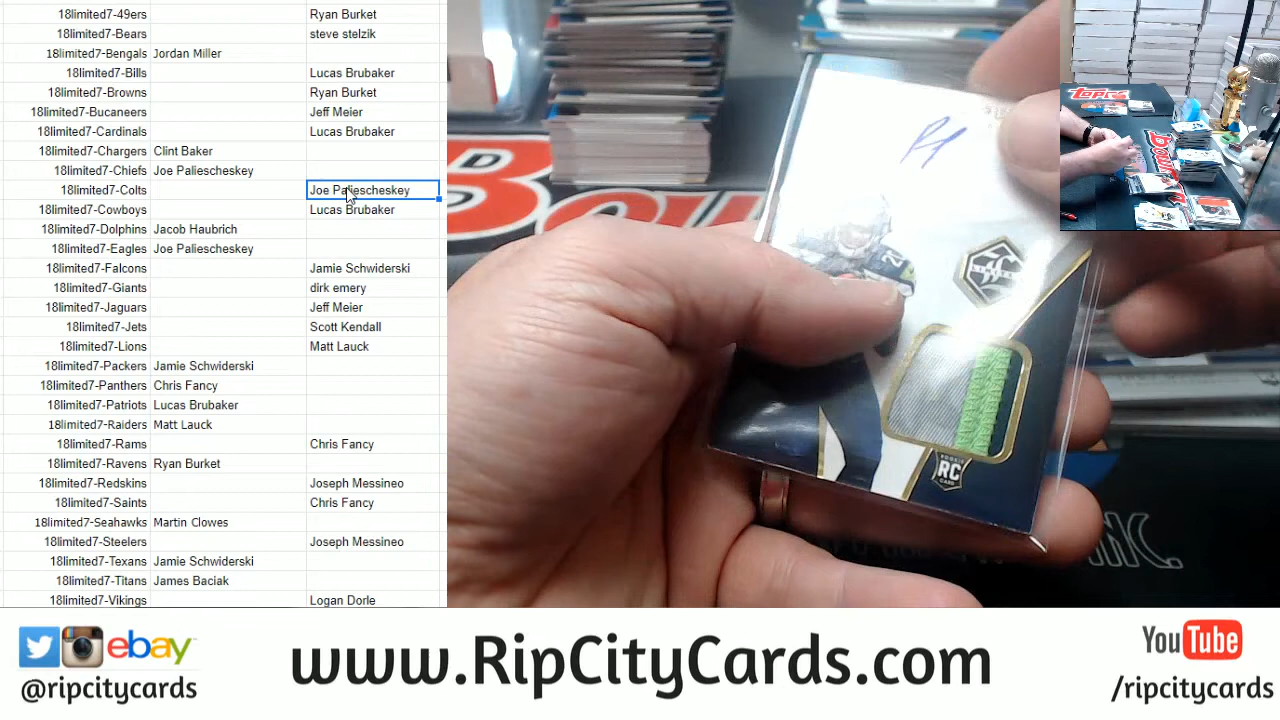 18limited7-49ers Ryan Burket
18limited7-Bears steve stelzik
18limited7-Bengals Jordan Miller
18limited7-Bills Lucas Brubaker
18limited7-Browns Ryan Burket
18limited7-Bucaneers Jeff Meier
18limited7-Cardinals Lucas Brubaker
18limited7-Chargers Clint Baker
18limited7-Chiefs Joe Paliescheskey
18limited7-Colts Joe Paliescheskey
18limited7-Cowboys Lucas Brubaker
18limited7-Dolphins Jacob Haubrich
18limited7-Eagles Joe Paliescheskey
18limited7-Falcons Jamie Schwiderski
18limited7-Giants dirk emery
18limited7-Jaguars Jeff Meier
18limited7-Jets Scott Kendall
18limited7-Lions Matt Lauck
18limited7-Packers Jamie Schwiderski
18limited7-Panthers Chris Fancy
18limited7-Patriots Lucas Brubaker
18limited7-Raiders Matt Lauck
18limited7-Rams Chris Fancy
18limited7-Ravens Ryan Burket
18limited7-Redskins Joseph Messineo
18limited7-Saints Chris Fancy
18limited7-Seahawks Martin Clowes
18limited7-Steelers Joseph Messineo
18limited7-Texans Jamie Schwiderski
18limited7-Titans James Baciak
18limited7-Vikings Logan Dorle
LIMITED
ROOKIE
RC
CARD
TOPPS
ebay
@ripcitycards
www.RipCityCards.com
YouTube
/ripcitycards